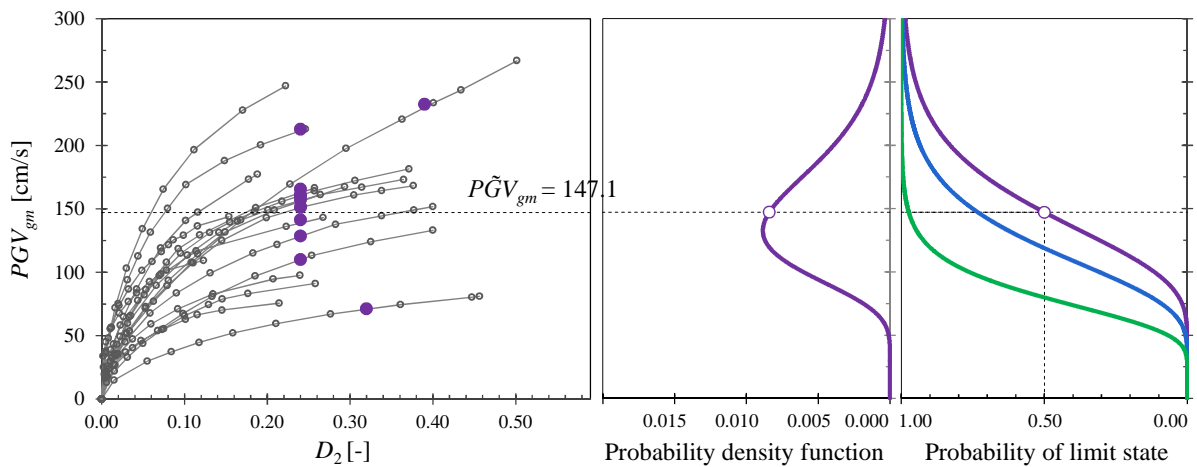 300
250
200
150
100
50
0
PGV_gm [cm/s]
PG̃V_gm = 147.1
0.00 0.10 0.20 0.30 0.40 0.50
D_2 [-]
0.015 0.010 0.005 0.000
Probability density function
1.00 0.50 0.00
Probability of limit state